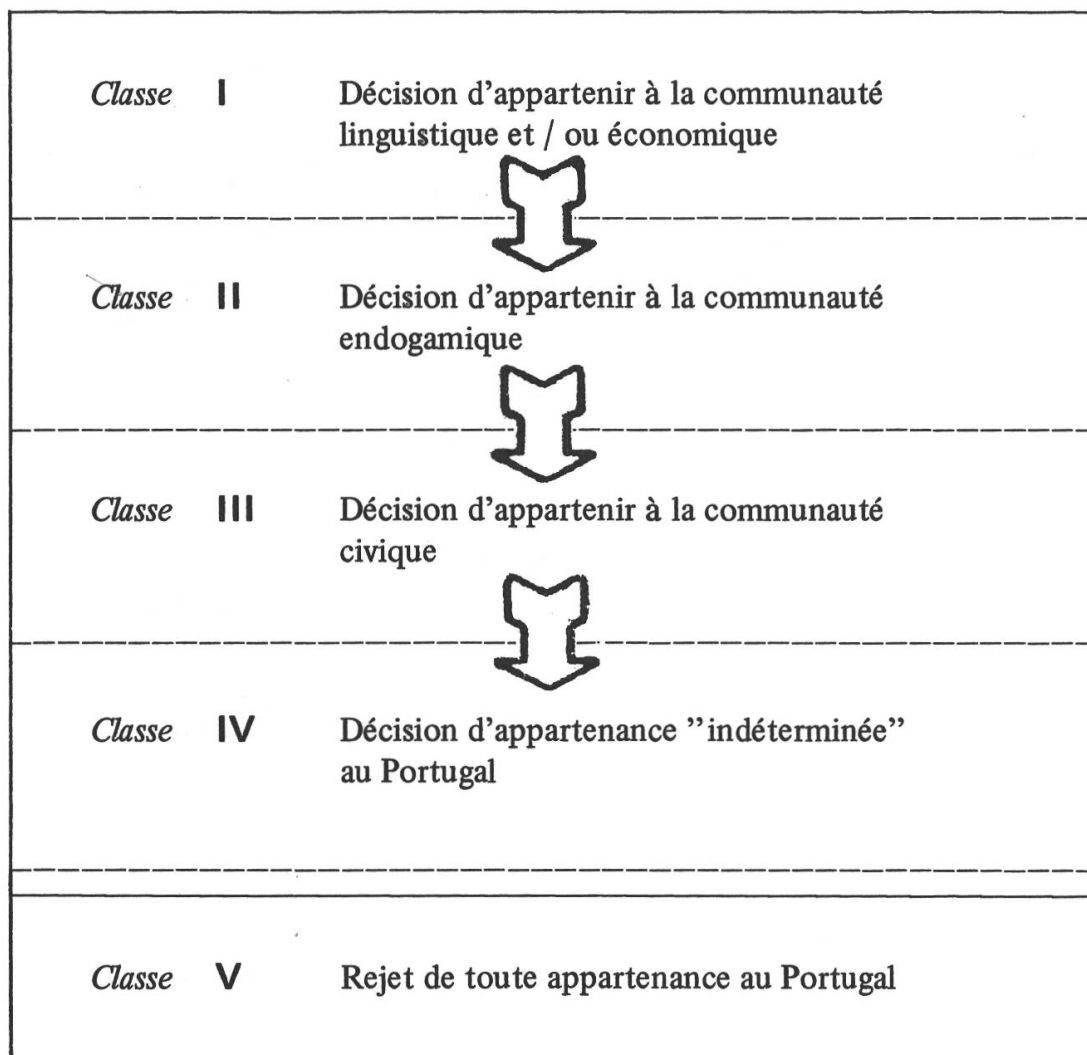 Classe I Décision d'appartenir à la communauté
linguistique et / ou économique
Classe II Décision d'appartenir à la communauté
endogamique
Classe III Décision d'appartenir à la communauté
civique
Classe IV Décision d'appartenance ”indéterminée”
au Portugal
Classe V Rejet de toute appartenance au Portugal